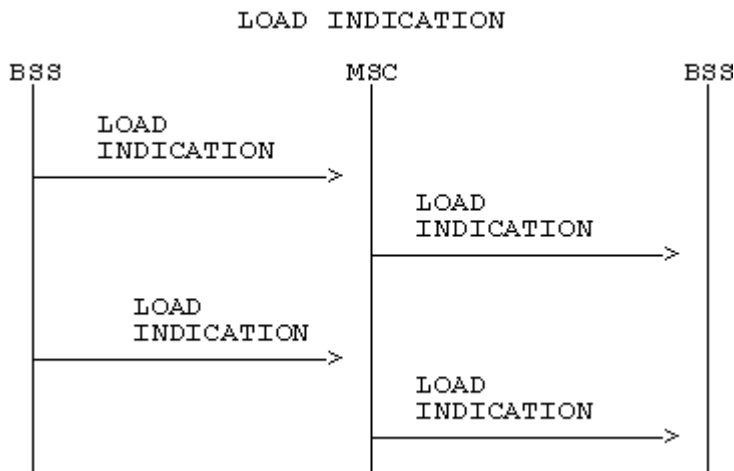 LOAD INDICATION
BSS MSC BSS
LOAD
INDICATION
LOAD
INDICATION
LOAD
INDICATION
LOAD
INDICATION